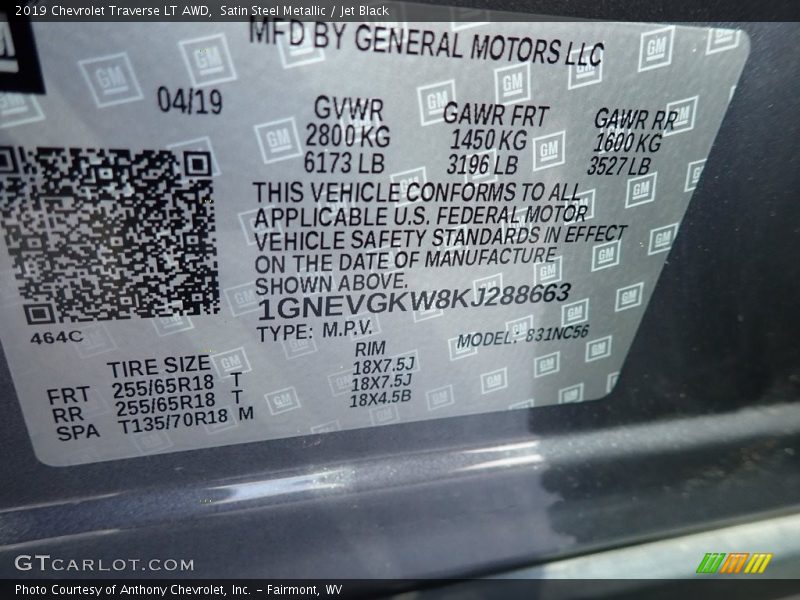 2019 Chevrolet Traverse LT AWD, Satin Steel Metallic / Jet Black
MFD BY GENERAL MOTORS LLC
04/19
GVWR GAWR FRT GAWR RR
2800 KG 1450 KG 1600 KG
6173 LB 3196 LB 3527 LB
THIS VEHICLE CONFORMS TO ALL
APPLICABLE U.S. FEDERAL MOTOR
VEHICLE SAFETY STANDARDS IN EFFECT
ON THE DATE OF MANUFACTURE
SHOWN ABOVE.
1GNEVGKW8KJ288663
464C
TYPE: M.P.V. MODEL: 831NC56
TIRE SIZE RIM
FRT 255/65R18 T 18X7.5J
RR 255/65R18 T 18X7.5J
SPA T135/70R18 M 18X4.5B
GTCARLOT.COM
Photo Courtesy of Anthony Chevrolet, Inc. - Fairmont, WV